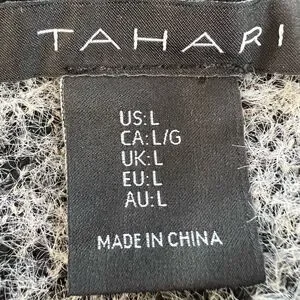 TAHARI
US:L
CA:L/G
UK:L
EU:L
AU:L
MADE IN CHINA